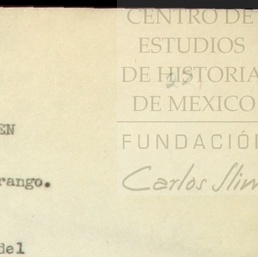 CENTRO DE
ESTUDIOS
DE HISTORIA
DE MEXICO
FUNDACIÓN
Carlos Slim
EN
rango.
del